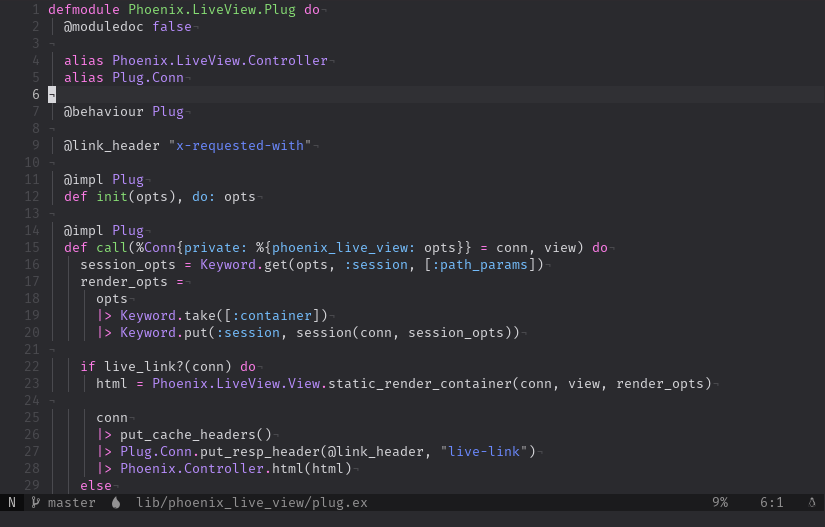 1 defmodule Phoenix.LiveView.Plug do¬
2 @moduledoc false¬
3 ¬
4 alias Phoenix.LiveView.Controller¬
5 alias Plug.Conn¬
6 ¬
7 @behaviour Plug¬
8 ¬
9 @link_header "x-requested-with"¬
10 ¬
11 @impl Plug¬
12 def init(opts), do: opts¬
13 ¬
14 @impl Plug¬
15 def call(%Conn{private: %{phoenix_live_view: opts}} = conn, view) do¬
16 session_opts = Keyword.get(opts, :session, [:path_params])¬
17 render_opts =¬
18 opts¬
19 |> Keyword.take([:container])¬
20 |> Keyword.put(:session, session(conn, session_opts))¬
21 ¬
22 if live_link?(conn) do¬
23 html = Phoenix.LiveView.View.static_render_container(conn, view, render_opts)¬
24 ¬
25 conn¬
26 |> put_cache_headers()¬
27 |> Plug.Conn.put_resp_header(@link_header, "live-link")¬
28 |> Phoenix.Controller.html(html)¬
29 else¬
N master lib/phoenix_live_view/plug.ex 9% 6:1